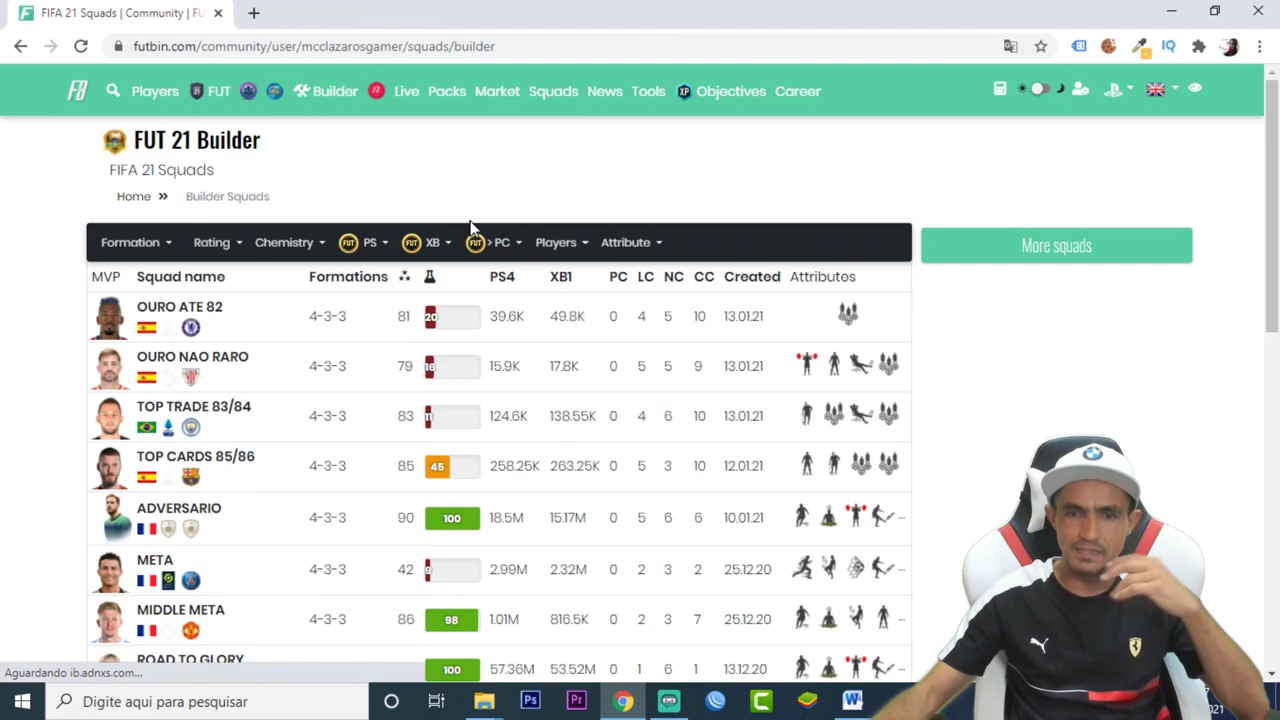 FIFA 21 Squads | Community | FU
futbin.com/community/user/mcclazarosgamer/squads/builder
Players FUT Builder Live Packs Market Squads News Tools XP Objectives Career
FUT 21 Builder
FIFA 21 Squads
Home » Builder Squads
Formation Rating Chemistry FUT PS FUT XB FUT > PC Players Attribute
More squads
MVP Squad name Formations PS4 XB1 PC LC NC CC Created Attributes
OURO ATE 82 4-3-3 81 20 39.6K 49.8K 0 4 5 10 13.01.21
OURO NAO RARO 4-3-3 79 16 15.9K 17.8K 0 5 5 9 13.01.21
TOP TRADE 83/84 4-3-3 83 11 124.6K 138.55K 0 4 6 10 13.01.21
TOP CARDS 85/86 4-3-3 85 45 258.25K 263.25K 0 5 3 10 12.01.21
ADVERSARIO 4-3-3 90 100 18.5M 15.17M 0 5 6 6 10.01.21
META 4-3-3 42 9 2.99M 2.32M 0 2 3 2 25.12.20
MIDDLE META 4-3-3 86 98 1.01M 816.5K 0 2 3 7 25.12.20
ROAD TO GLORY 4-3-3 100 57.36M 53.52M 0 1 6 1 13.12.20
Aguardando ib.adnxs.com...
Digite aqui para pesquisar
2021